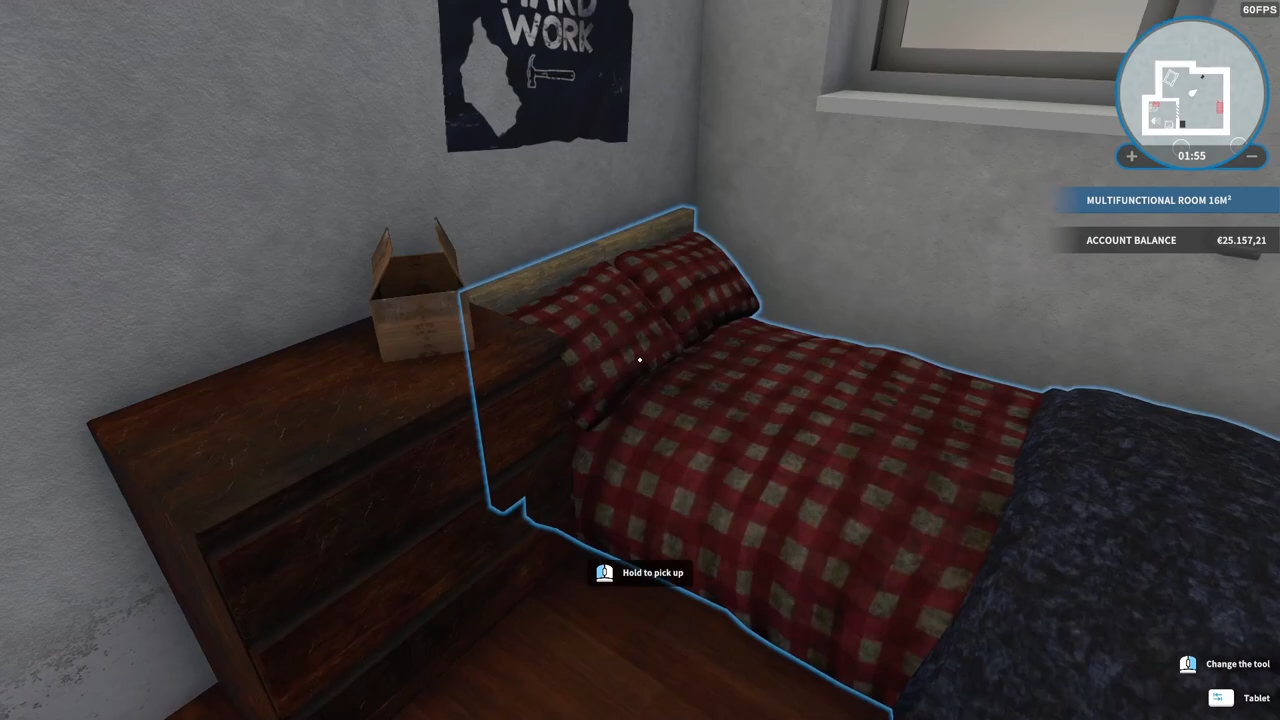 60FPS
HARD
WORK
01:55
MULTIFUNCTIONAL ROOM 16M²
ACCOUNT BALANCE €25.157,21
Hold to pick up
Change the tool
Tablet